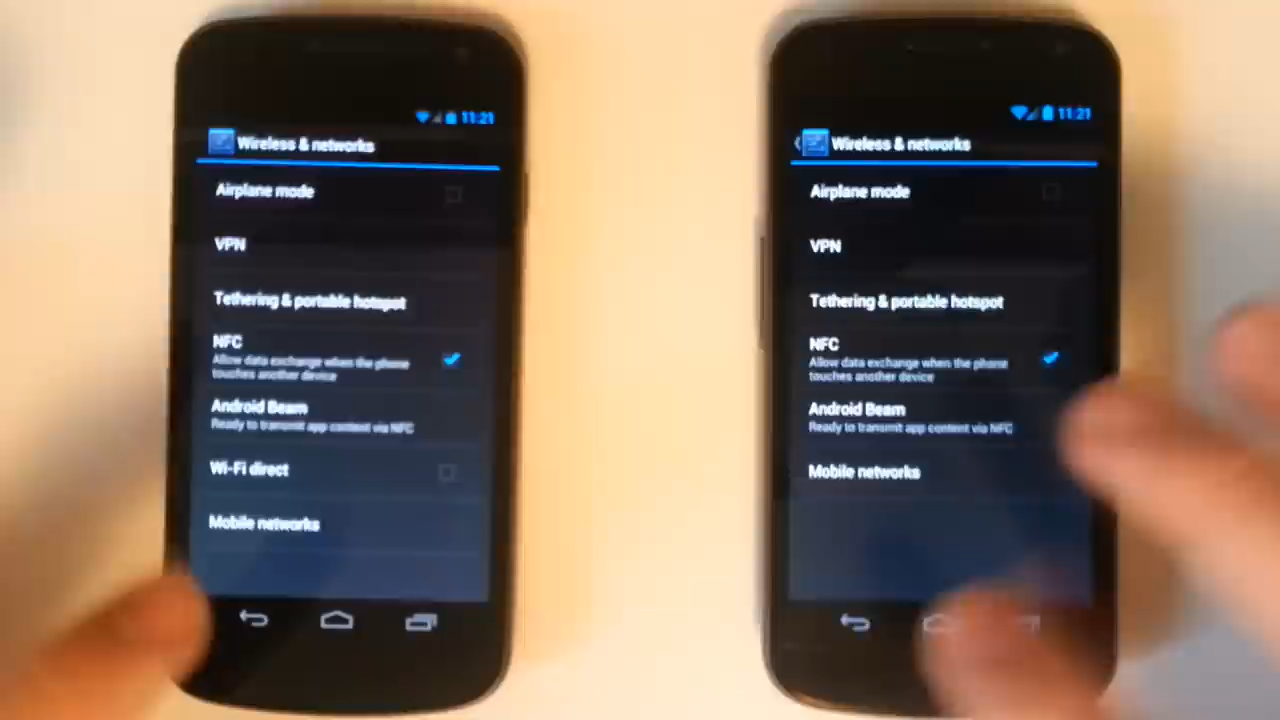 11:21
Wireless & networks
Airplane mode
VPN
Tethering & portable hotspot
NFC
Allow data exchange when the phone
touches another device
Android Beam
Ready to transmit app content via NFC
Wi-Fi direct
Mobile networks
11:21
Wireless & networks
Airplane mode
VPN
Tethering & portable hotspot
NFC
Allow data exchange when the phone
touches another device
Android Beam
Ready to transmit app content via NFC
Mobile networks